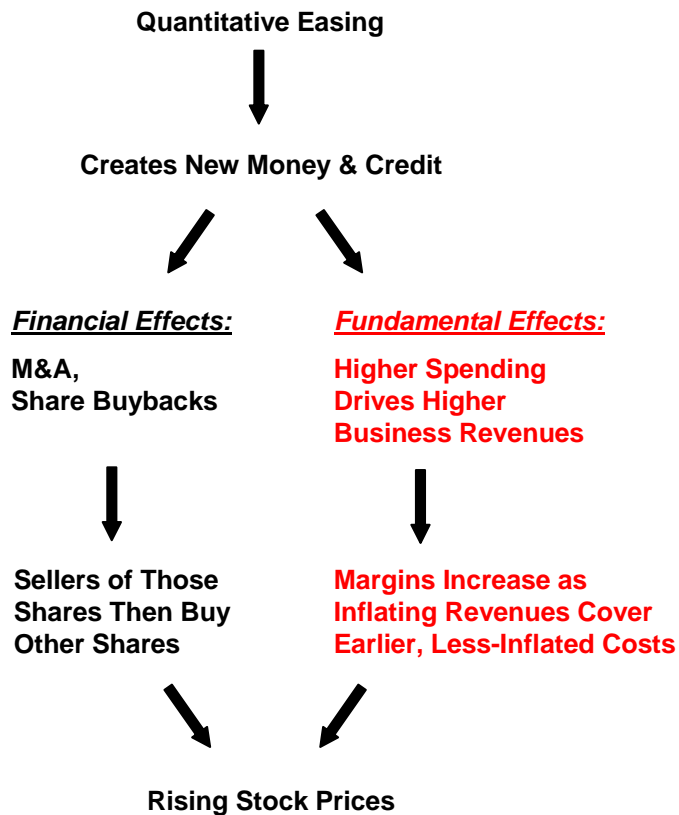 Quantitative Easing
Creates New Money & Credit
Financial Effects:
M&A,
Share Buybacks
Sellers of Those
Shares Then Buy
Other Shares
Fundamental Effects:
Higher Spending
Drives Higher
Business Revenues
Margins Increase as
Inflating Revenues Cover
Earlier, Less-Inflated Costs
Rising Stock Prices